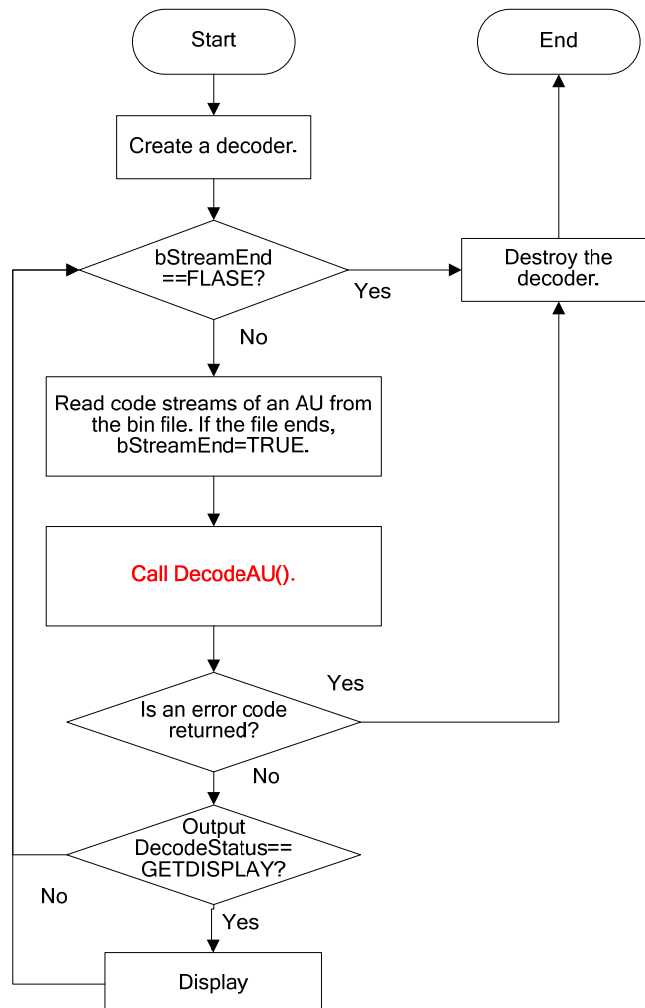 Start
End
Create a decoder.
bStreamEnd
==FLASE?
Yes
Destroy the
decoder.
No
Read code streams of an AU from
the bin file. If the file ends,
bStreamEnd=TRUE.
Call DecodeAU().
Yes
Is an error code
returned?
No
Output
DecodeStatus==
GETDISPLAY?
No
Yes
Display